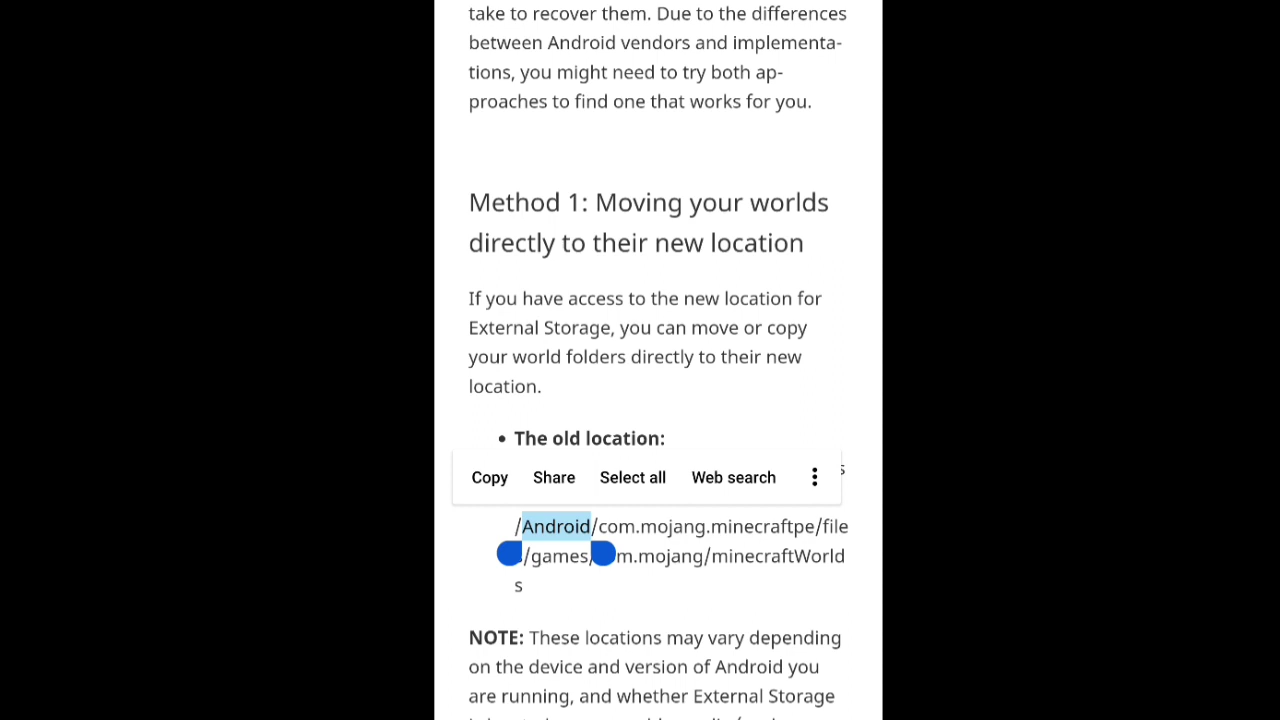 take to recover them. Due to the differences
between Android vendors and implementa-
tions, you might need to try both ap-
proaches to find one that works for you.
Method 1: Moving your worlds
directly to their new location
If you have access to the new location for
External Storage, you can move or copy
your world folders directly to their new
location.
• The old location:
s
Copy Share Select all Web search
/Android/com.mojang.minecraftpe/file
/games/ m.mojang/minecraftWorld
s
NOTE: These locations may vary depending
on the device and version of Android you
are running, and whether External Storage